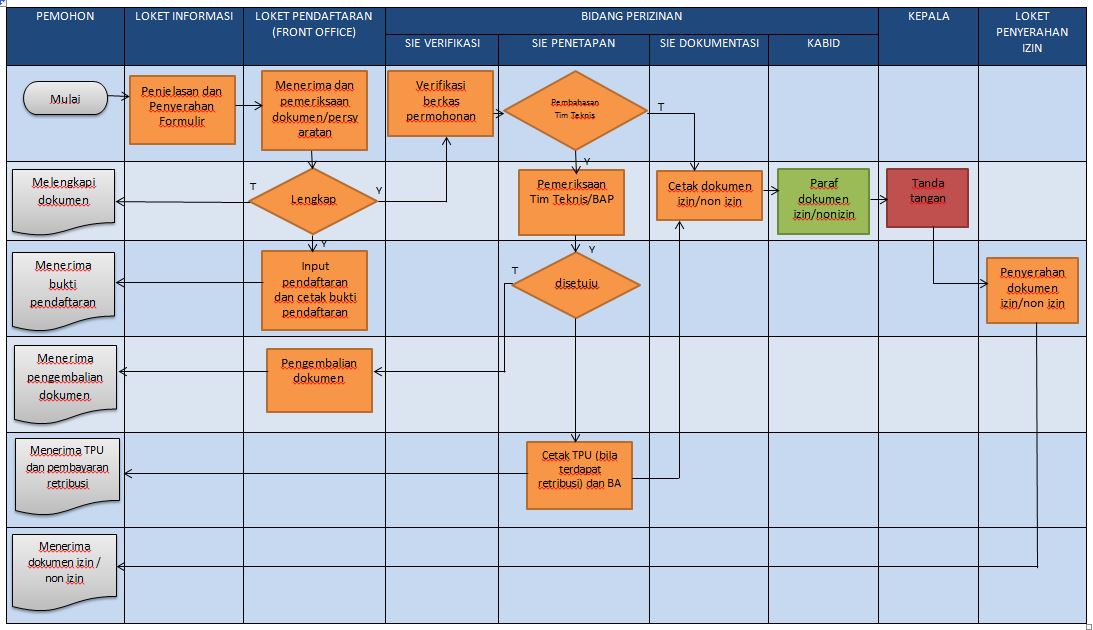 PEMOHON
LOKET INFORMASI
LOKET PENDAFTARAN
(FRONT OFFICE)
BIDANG PERIZINAN
KEPALA
LOKET
PENYERAHAN
IZIN
SIE VERIFIKASI
SIE PENETAPAN
SIE DOKUMENTASI
KABID
Mulai
Penjelasan dan
Penyerahan
Formulir
Menerima dan
pemeriksaan
dokumen/persy
aratan
Verifikasi
berkas
permohonan
Pembahasan
Tim Teknis
T
Y
Melengkapi
dokumen
T
Lengkap
Y
Y
Pemeriksaan
Tim Teknis/BAP
Cetak dokumen
izin/non izin
Paraf
dokumen
izin/nonizin
Tanda
tangan
Menerima
bukti
pendaftaran
Input
pendaftaran
dan cetak bukti
pendaftaran
Y
T
disetuju
Penyerahan
dokumen
izin/non izin
Menerima
pengembalian
dokumen
Pengembalian
dokumen
Menerima TPU
dan pembayaran
retribusi
Cetak TPU (bila
terdapat
retribusi) dan BA
Menerima
dokumen izin /
non izin